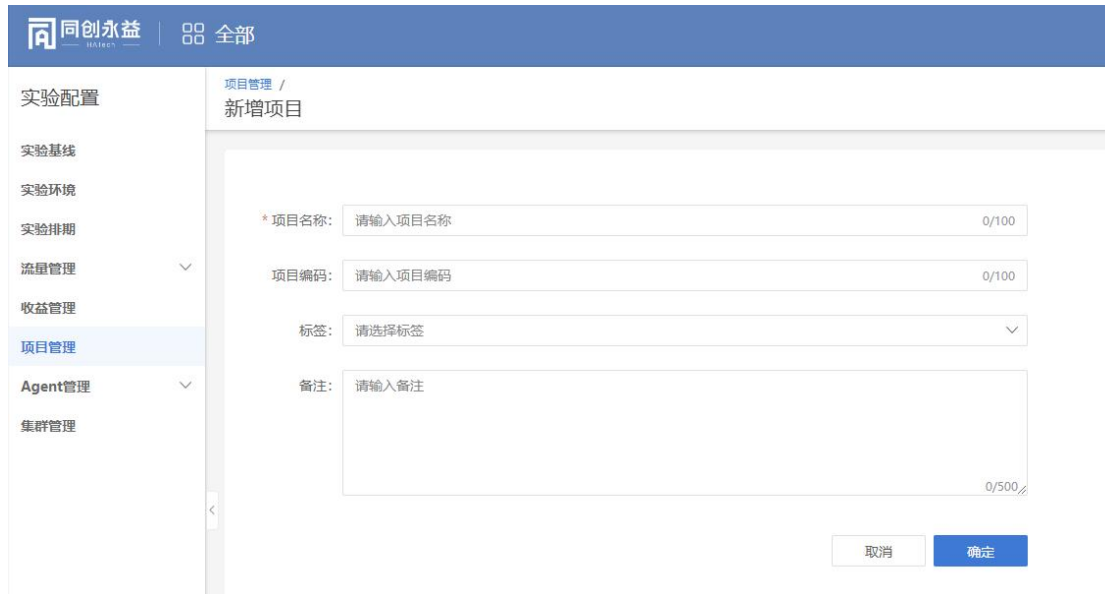 同创永益
HATECH
全部
实验配置
实验基线
实验环境
实验排期
流量管理
收益管理
项目管理
Agent管理
集群管理
项目管理 /
新增项目
* 项目名称: 请输入项目名称 0/100
项目编码: 请输入项目编码 0/100
标签: 请选择标签
备注: 请输入备注
0/500
取消 确定